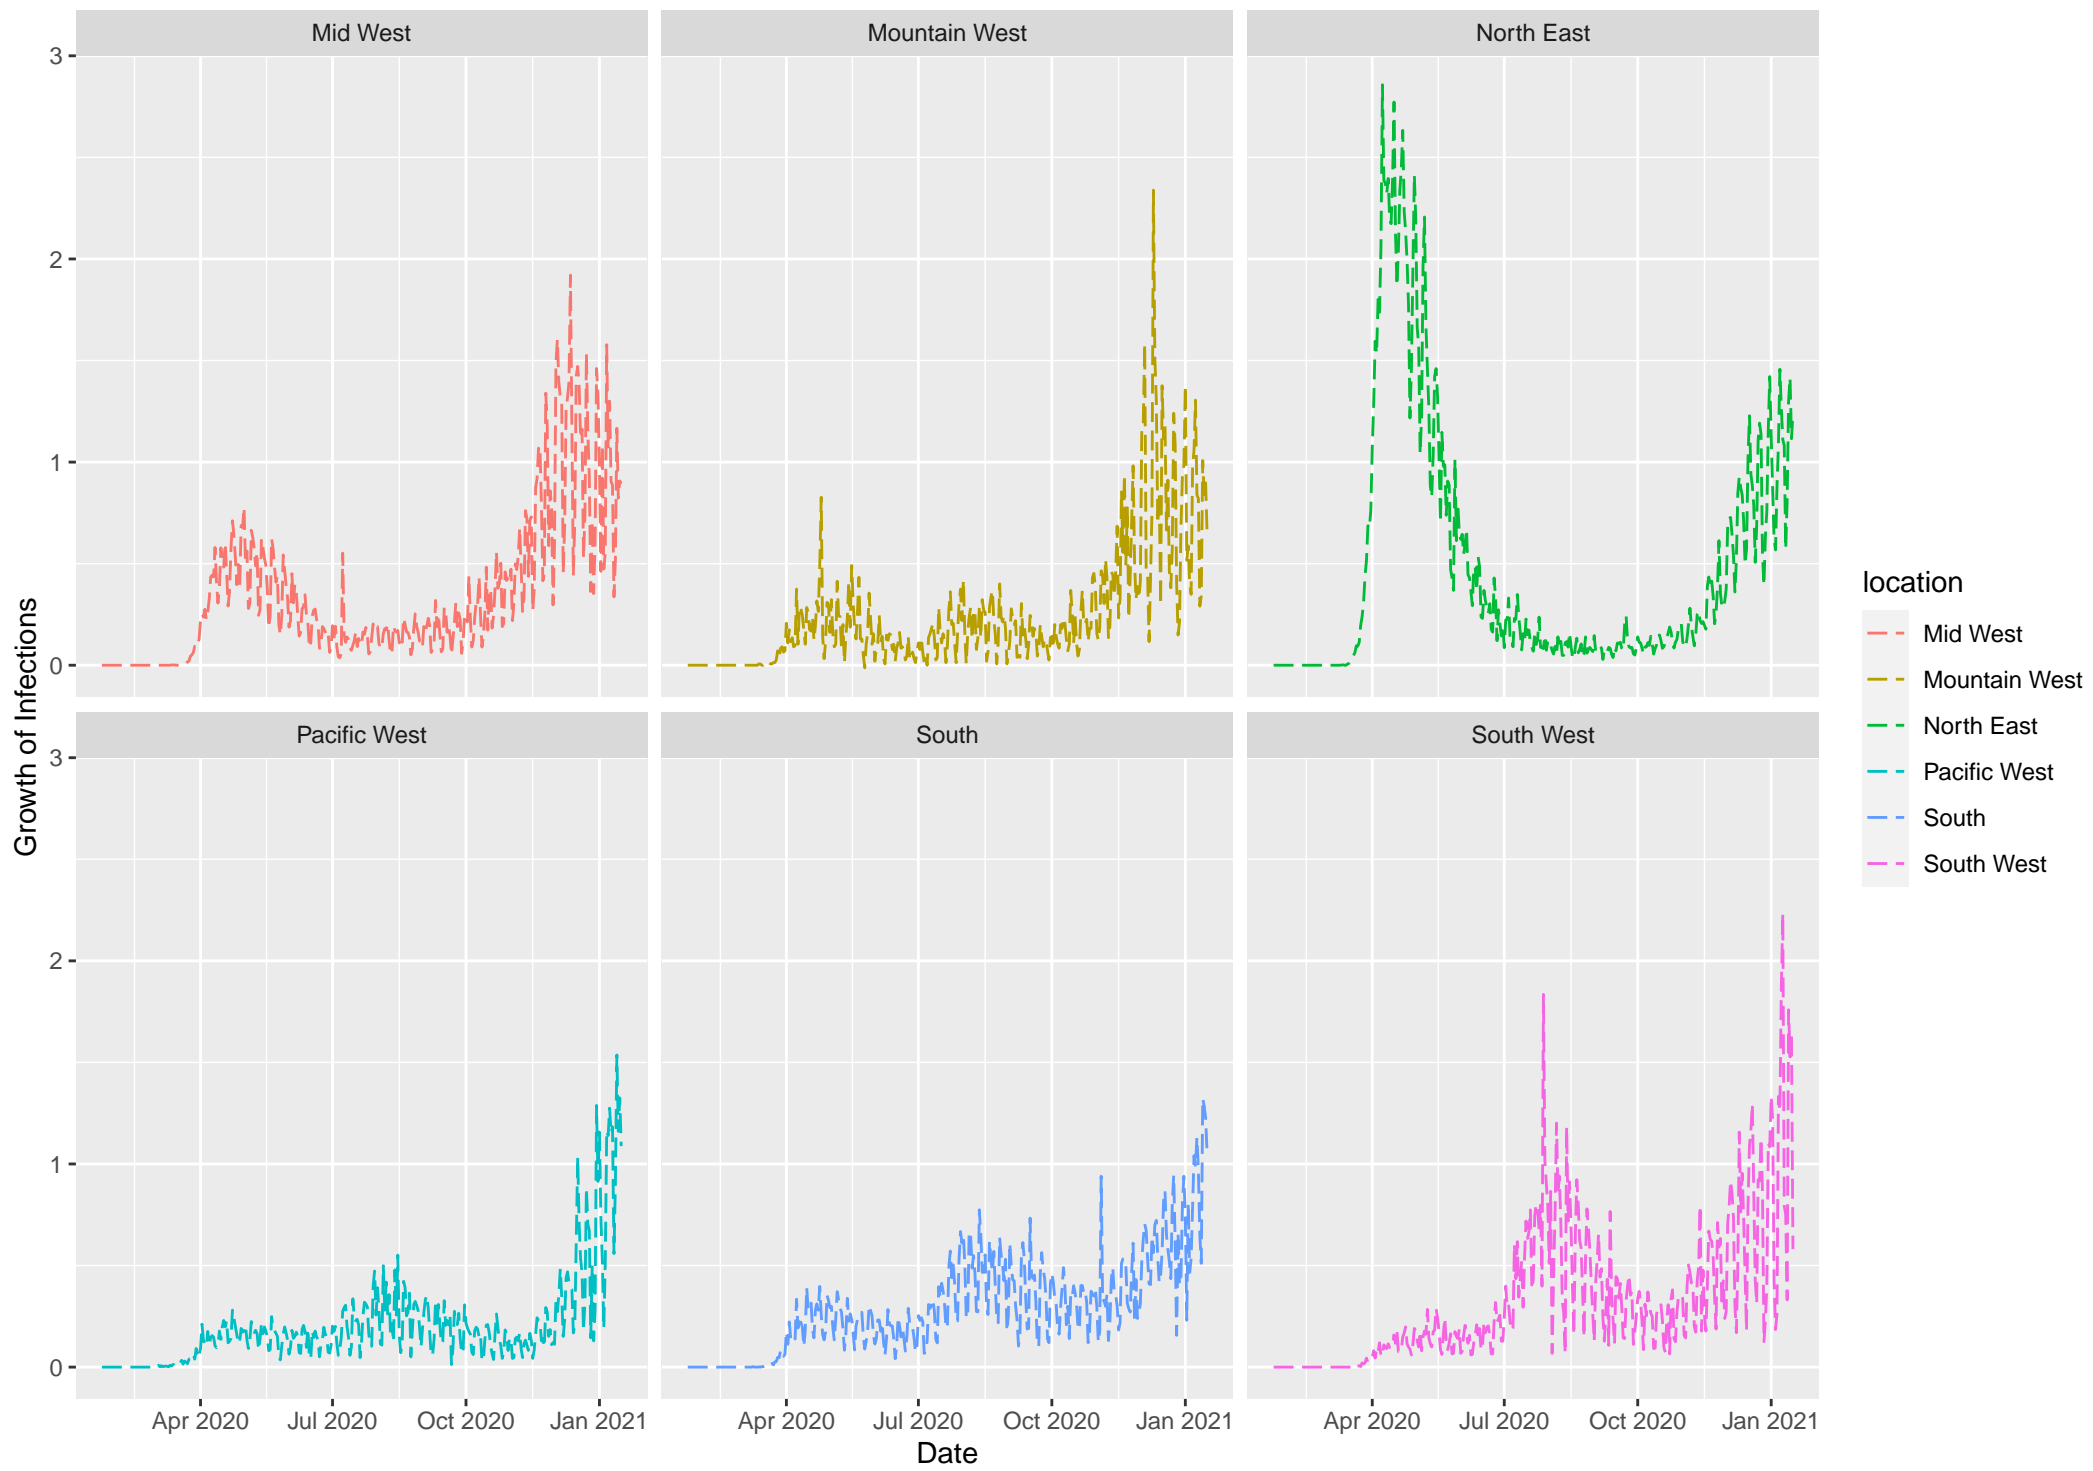 Mid West
Mountain West
North East
3
2
1
0
Pacific West
South
South West
3
2
1
0
Apr 2020
Jul 2020
Oct 2020
Jan 2021
Apr 2020
Jul 2020
Oct 2020
Jan 2021
Apr 2020
Jul 2020
Oct 2020
Jan 2021
Date
Growth of Infections
location
Mid West
Mountain West
North East
Pacific West
South
South West